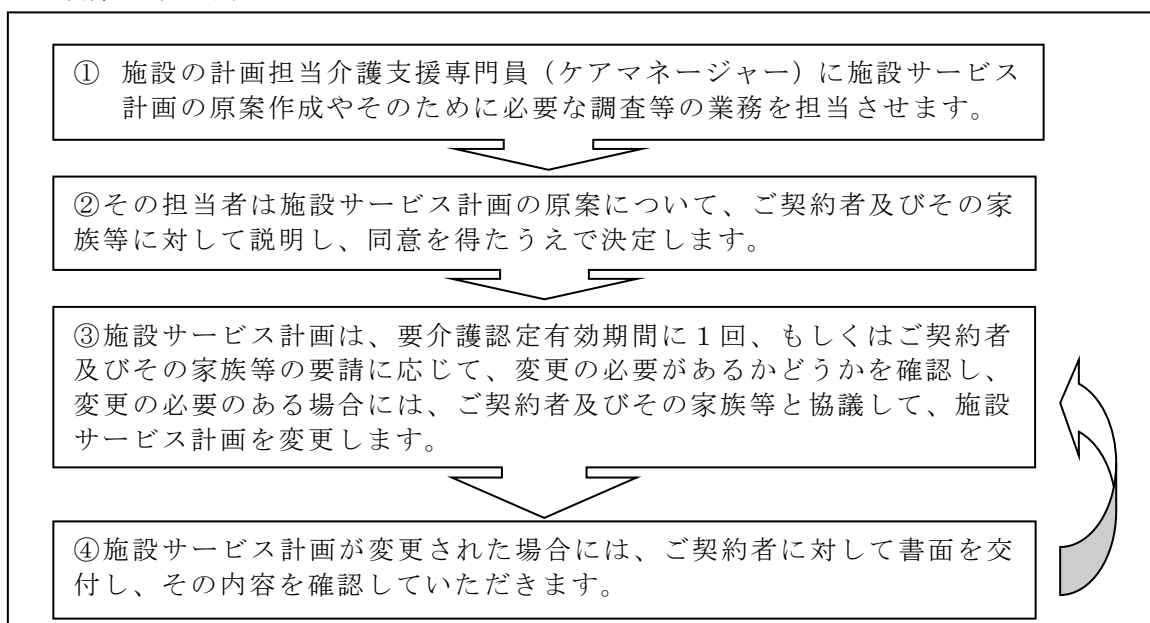 ① 施設の計画担当介護支援専門員(ケアマネージャー)に施設サービス
計画の原案作成やそのために必要な調査等の業務を担当させます。
②その担当者は施設サービス計画の原案について、ご契約者及びその家
族等に対して説明し、同意を得たうえで決定します。
③施設サービス計画は、要介護認定有効期間に1回、もしくはご契約者
及びその家族等の要請に応じて、変更の必要があるかどうかを確認し、
変更の必要のある場合には、ご契約者及びその家族等と協議して、施設
サービス計画を変更します。
④施設サービス計画が変更された場合には、ご契約者に対して書面を交
付し、その内容を確認していただきます。